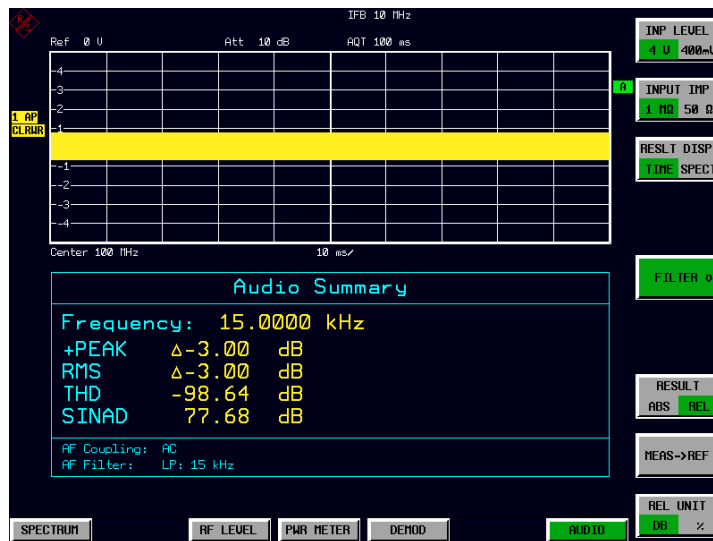 IFB 10 MHz
Ref 0 V Att 10 dB AQT 100 ms
4
3
2
1
-1
-2
-3
-4
1 AP
CLRWR
A
Center 100 MHz 10 ms/
Audio Summary
Frequency: 15.0000 kHz
+PEAK Δ-3.00 dB
RMS Δ-3.00 dB
THD -98.64 dB
SINAD 77.68 dB
AF Coupling: AC
AF Filter: LP: 15 kHz
INP LEVEL
4 V 400mV
INPUT IMP
1 MΩ 50 Ω
RESLT DISP
TIME SPECT
FILTER
RESULT
ABS REL
MEAS->REF
REL UNIT
DB %
SPECTRUM RF LEVEL PWR METER DEMOD AUDIO